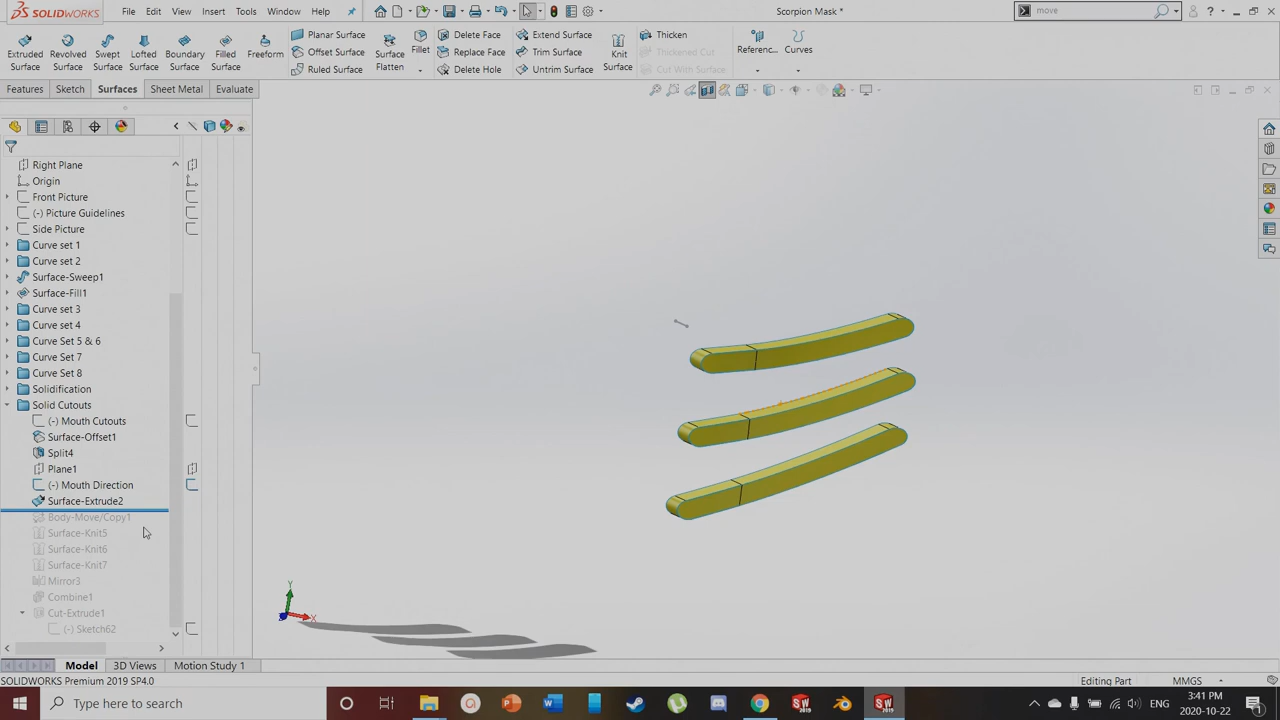 SOLIDWORKS
File Edit View Insert Tools Window Help
Scorpion Mask *
move
Extruded Surface
Revolved Surface
Swept Surface
Lofted Surface
Boundary Surface
Filled Surface
Freeform
Planar Surface
Offset Surface
Ruled Surface
Surface Flatten
Fillet
Delete Face
Replace Face
Delete Hole
Extend Surface
Trim Surface
Untrim Surface
Knit Surface
Thicken
Thickened Cut
Cut With Surface
Referenc...
Curves
Features Sketch Surfaces Sheet Metal Evaluate
Right Plane
Origin
Front Picture
(-) Picture Guidelines
Side Picture
Curve set 1
Curve set 2
Surface-Sweep1
Surface-Fill1
Curve set 3
Curve set 4
Curve Set 5 & 6
Curve Set 7
Curve Set 8
Solidification
Solid Cutouts
(-) Mouth Cutouts
Surface-Offset1
Split4
Plane1
(-) Mouth Direction
Surface-Extrude2
Body-Move/Copy1
Surface-Knit5
Surface-Knit6
Surface-Knit7
Mirror3
Combine1
Cut-Extrude1
(-) Sketch62
Y
X
Model 3D Views Motion Study 1
SOLIDWORKS Premium 2019 SP4.0
Editing Part
MMGS
Type here to search
ENG
3:41 PM
2020-10-22